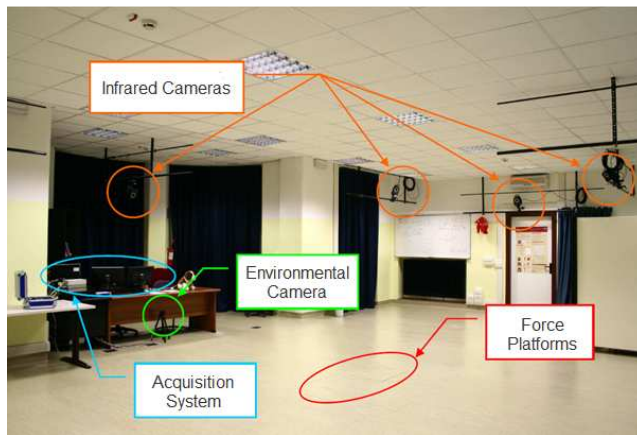 Infrared Cameras
Environmental
Camera
Force
Platforms
Acquisition
System